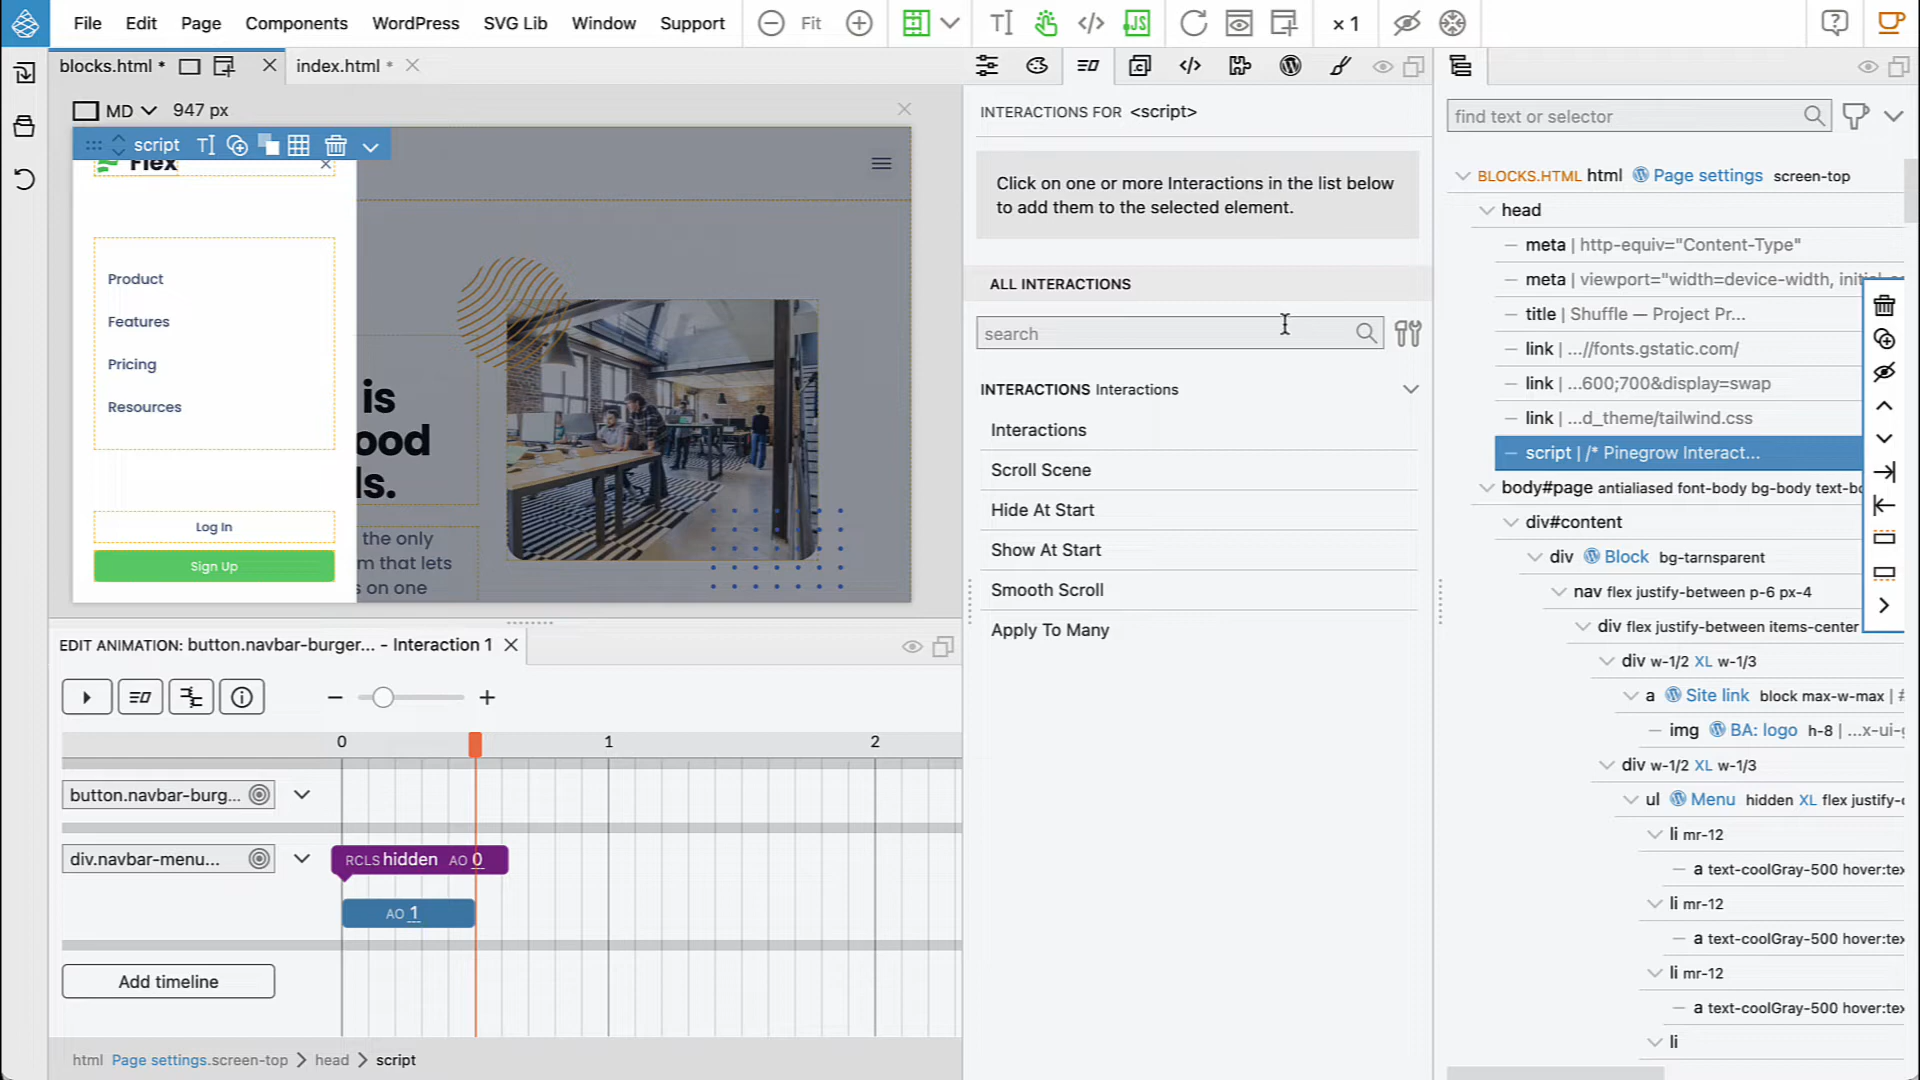 File Edit Page Components WordPress SVG Lib Window Support Fit x 1
blocks.html * index.html *
MD 947 px
script
Flex
Product
Features
Pricing
Resources
Log In
Sign Up
is
ood
ls.
the only
m that lets
s on one
EDIT ANIMATION: button.navbar-burger... - Interaction 1
0 1 2
button.navbar-burg...
div.navbar-menu...
RCLS hidden AO 0
AO 1
Add timeline
html Page settings.screen-top > head > script
INTERACTIONS FOR <script>
Click on one or more Interactions in the list below
to add them to the selected element.
ALL INTERACTIONS
search
INTERACTIONS Interactions
Interactions
Scroll Scene
Hide At Start
Show At Start
Smooth Scroll
Apply To Many
find text or selector
BLOCKS.HTML html Page settings screen-top
head
meta | http-equiv="Content-Type"
meta | viewport="width=device-width,
title | Shuffle — Project Pr...
link | ...//fonts.gstatic.com/
link | ...600;700&display=swap
link | ...d_theme/tailwind.css
script | /* Pinegrow Interact...
body#page antialiased font-body bg-body
div#content
div Block bg-tarnsparent
nav flex justify-between p-6 px-4
div flex justify-between items-center
div w-1/2 XL w-1/3
a Site link block max-w-max | #
img BA: logo h-8 | ...x-ui-
div w-1/2 XL w-1/3
ul Menu hidden XL flex justify-
li mr-12
a text-coolGray-500 hover:tex
li mr-12
a text-coolGray-500 hover:tex
li mr-12
a text-coolGray-500 hover:tex
li